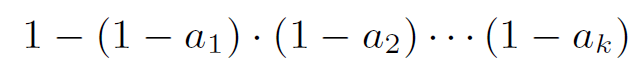 1 − (1 − a₁) · (1 − a₂) ⋯ (1 − aₖ)